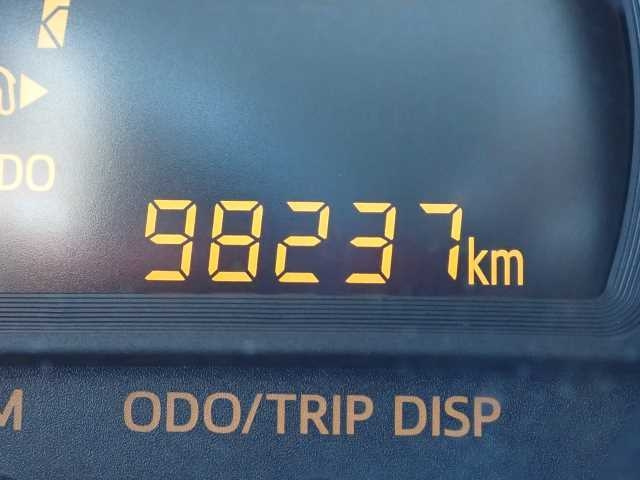 DO
98237km
M
ODO/TRIP DISP